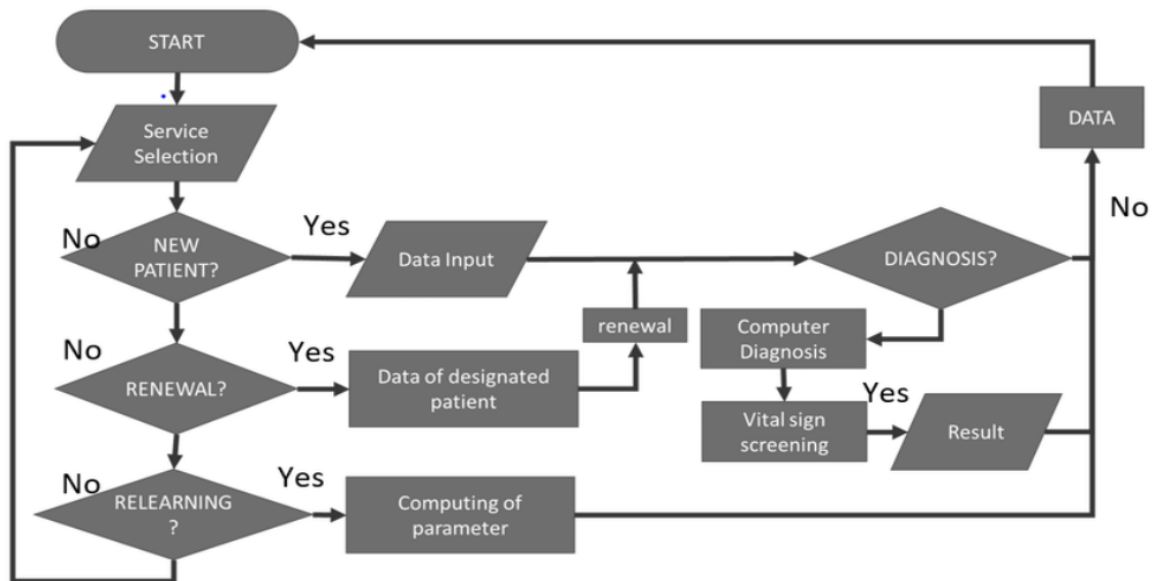 START
DATA
Service
Selection
No
Yes
No
NEW
PATIENT?
Data Input
DIAGNOSIS?
renewal
Computer
Diagnosis
No
Yes
RENEWAL?
Data of designated
patient
Yes
Vital sign
screening
Result
No
Yes
RELEARNING
?
Computing of
parameter